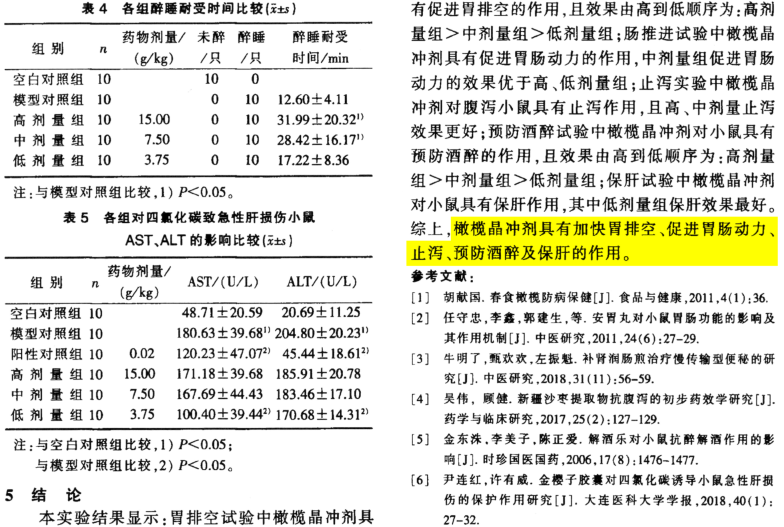 表 4 各组醉睡耐受时间比较(x̄±s)
组 别 n 药物剂量/(g/kg) 未醉/只 醉睡/只 醉睡耐受时间/min
空白对照组 10 10 0
模型对照组 10 0 10 12.60±4.11
高 剂 量 组 10 15.00 0 10 31.99±20.32¹⁾
中 剂 量 组 10 7.50 0 10 28.42±16.17¹⁾
低 剂 量 组 10 3.75 0 10 17.22±8.36
注:与模型对照组比较,1) P<0.05。
表 5 各组对四氯化碳致急性肝损伤小鼠
AST、ALT 的影响比较(x̄±s)
组 别 n 药物剂量/(g/kg) AST/(U/L) ALT/(U/L)
空白对照组 10 48.71±20.59 20.69±11.25
模型对照组 10 180.63±39.68¹⁾ 204.80±20.23¹⁾
阳性对照组 10 0.02 120.23±47.07²⁾ 45.44±18.61²⁾
高 剂 量 组 10 15.00 171.18±39.68 185.91±20.78
中 剂 量 组 10 7.50 167.69±44.43 183.46±17.10
低 剂 量 组 10 3.75 100.40±39.44²⁾ 170.68±14.31²⁾
注:与空白对照组比较,1) P<0.05;
与模型对照组比较,2) P<0.05。
5 结 论
本实验结果显示:胃排空试验中橄榄晶冲剂具
有促进胃排空的作用,且效果由高到低顺序为:高剂
量组>中剂量组>低剂量组;肠推进试验中橄榄晶
冲剂具有促进胃肠动力的作用,中剂量组促进胃肠
动力的效果优于高、低剂量组;止泻实验中橄榄晶
冲剂对腹泻小鼠具有止泻作用,且高、中剂量止泻
效果更好;预防酒醉试验中橄榄晶冲剂对小鼠具有
预防酒醉的作用,且效果由高到低顺序为:高剂量
组>中剂量组>低剂量组;保肝试验中橄榄晶冲剂
对小鼠具有保肝作用,其中低剂量组保肝效果最好。
综上,橄榄晶冲剂具有加快胃排空、促进胃肠动力、
止泻、预防酒醉及保肝的作用。
参考文献:
[1] 胡献国. 春食橄榄防病保健[J]. 食品与健康,2011,4(1):36.
[2] 任守忠,李鑫,郭建生,等. 安胃丸对小鼠胃肠功能的影响及
其作用机制[J]. 中医研究,2011,24(6):27-29.
[3] 牛明了,甄欢欢,左振魁. 补肾润肠煎治疗慢传输型便秘的研
究[J]. 中医研究,2018,31(11):56-59.
[4] 吴伟, 顾健. 新疆沙枣提取物抗腹泻的初步药效学研究[J].
药学与临床研究,2017,25(2):127-129.
[5] 金东洙,李美子,陈正爱. 解酒乐对小鼠抗醉解酒作用的影
响[J]. 时珍国医国药,2006,17(8):1476-1477.
[6] 尹连红,许有威. 金樱子胶囊对四氯化碳诱导小鼠急性肝损
伤的保护作用研究[J]. 大连医科大学学报,2018,40(1):
27-32.